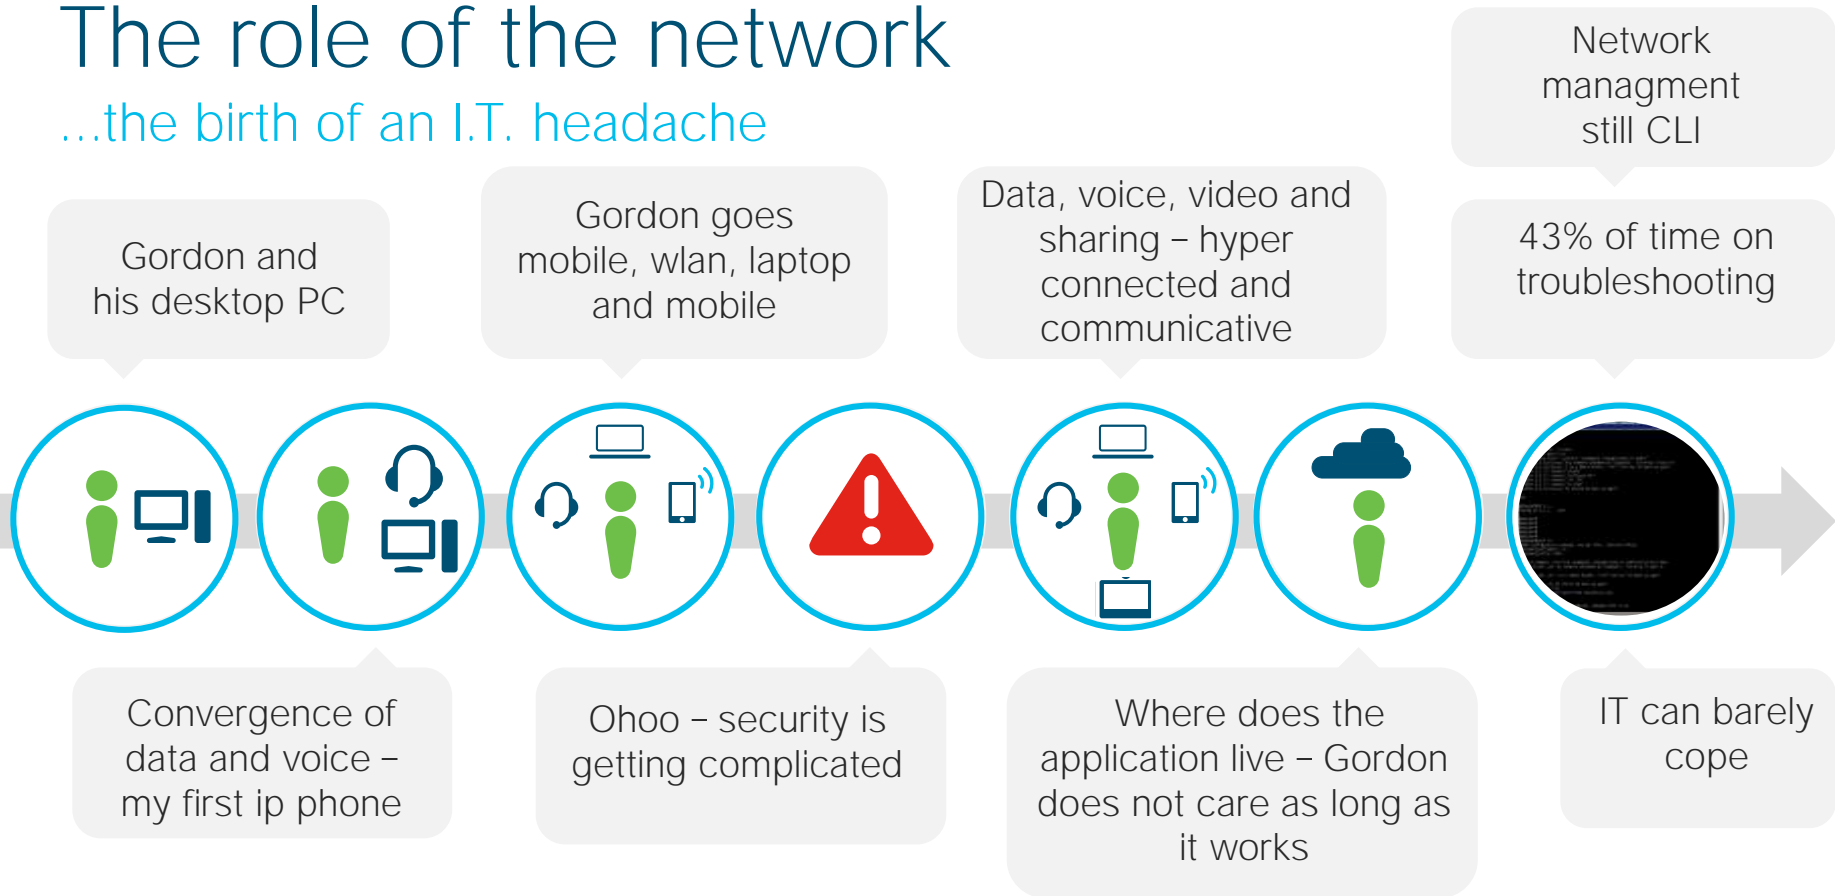 The role of the network
...the birth of an I.T. headache
Network
managment
still CLI
Gordon and
his desktop PC
Gordon goes
mobile, wlan, laptop
and mobile
Data, voice, video and
sharing – hyper
connected and
communicative
43% of time on
troubleshooting
Convergence of
data and voice –
my first ip phone
Ohoo – security is
getting complicated
Where does the
application live – Gordon
does not care as long as
it works
IT can barely
cope